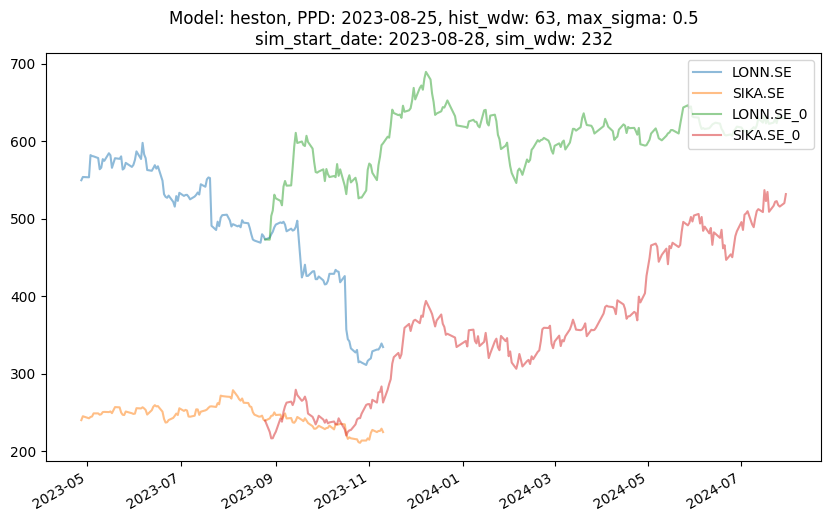 Model: heston, PPD: 2023-08-25, hist_wdw: 63, max_sigma: 0.5
sim_start_date: 2023-08-28, sim_wdw: 232
LONN.SE
SIKA.SE
LONN.SE_0
SIKA.SE_0
700
600
500
400
300
200
2023-05
2023-07
2023-09
2023-11
2024-01
2024-03
2024-05
2024-07